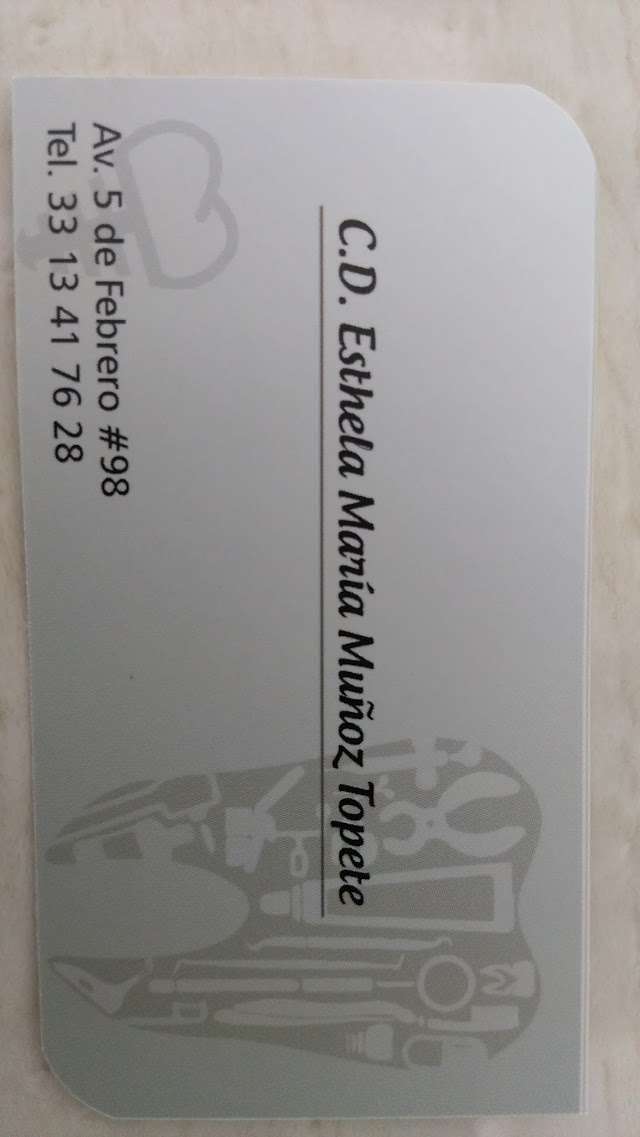 C.D. Esthela María Muñoz Topete
Av. 5 de Febrero #98
Tel. 33 13 41 76 28